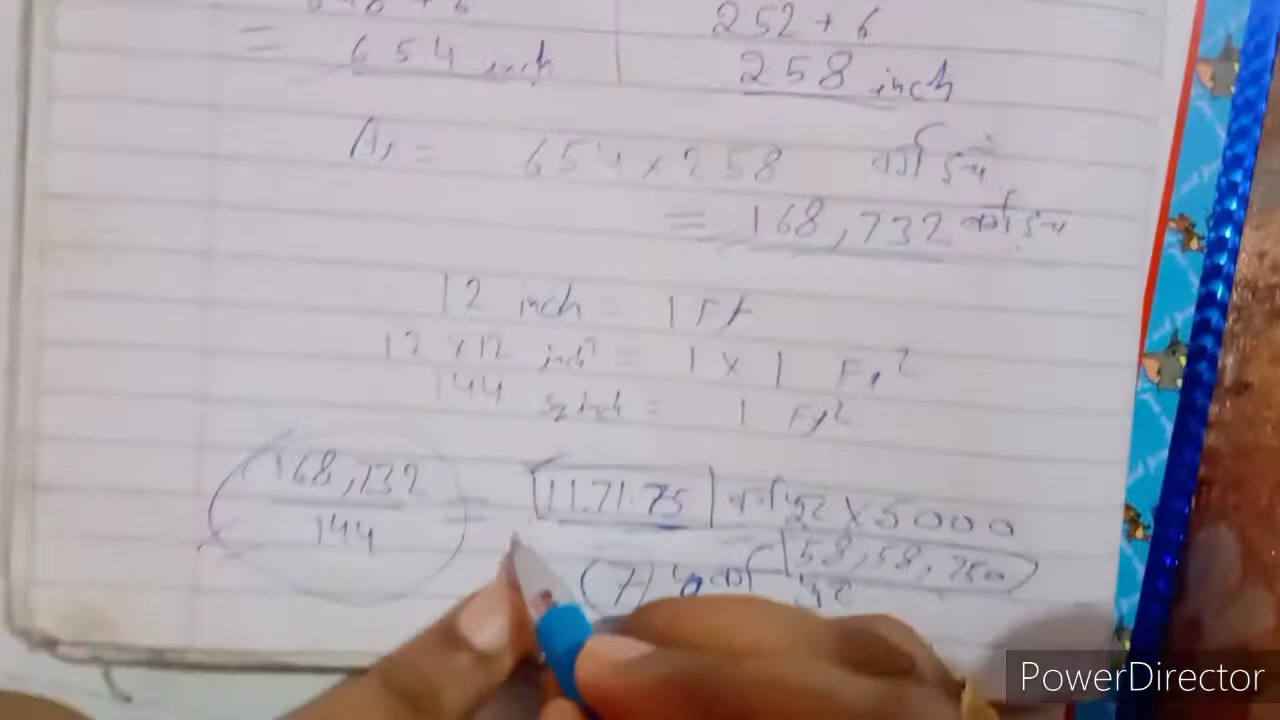 252 + 6
= 654 inch
258 inch
A = 654 x 258 वर्ग इंच
= 168,732 वर्ग इंच
12 inch = 1 Ft
12 x 12 inch² = 1 x 1 Ft²
144 sq inch = 1 Ft²
168,732
144
= 11.71.75 वर्ग फुट x 5000
58,58,750
PowerDirector